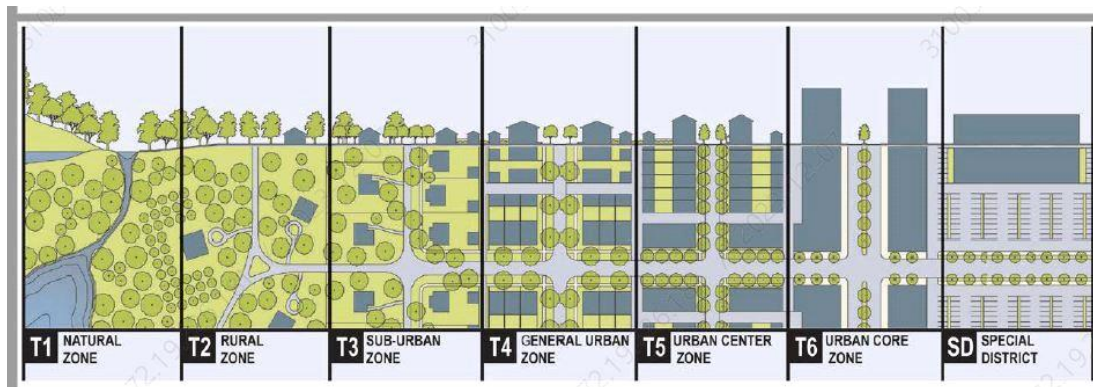 T1 NATURAL
ZONE
T2 RURAL
ZONE
T3 SUB-URBAN
ZONE
T4 GENERAL URBAN
ZONE
T5 URBAN CENTER
ZONE
T6 URBAN CORE
ZONE
SD SPECIAL
DISTRICT